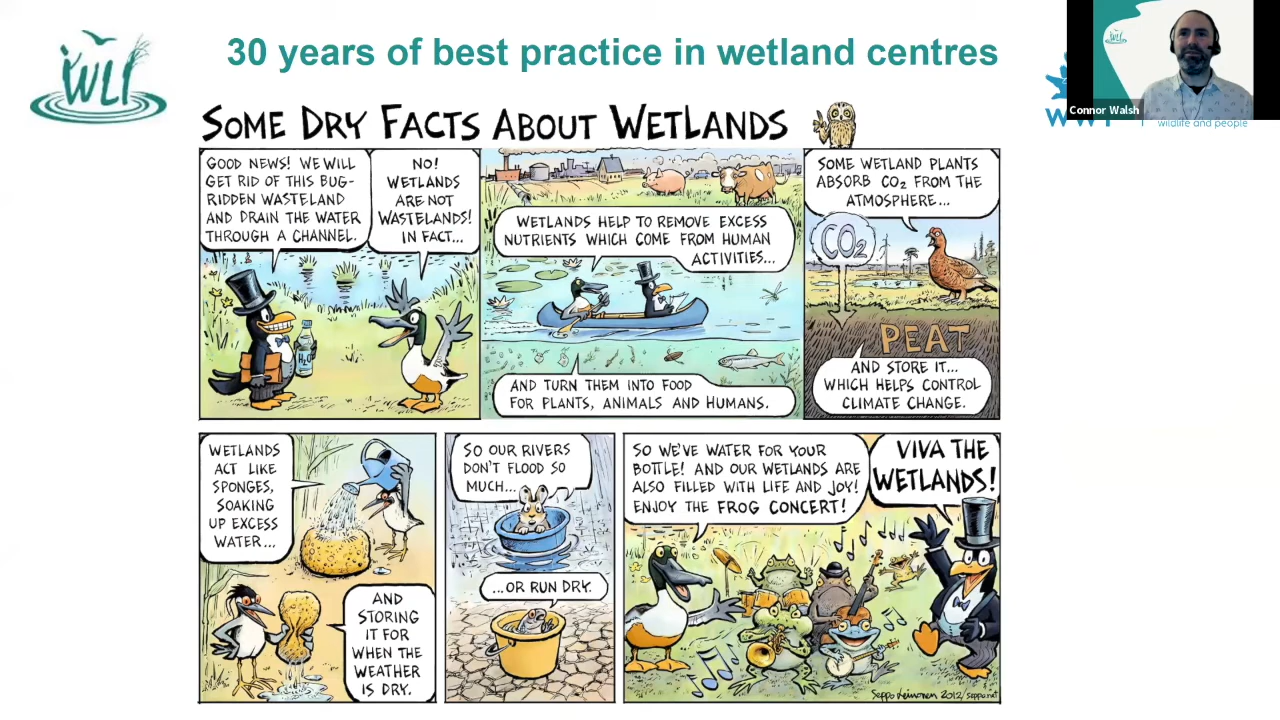 WLI
30 years of best practice in wetland centres
Connor Walsh
wildlife and people
SOME DRY FACTS ABOUT WETLANDS
GOOD NEWS! WE WILL
GET RID OF THIS BUG-
RIDDEN WASTELAND
AND DRAIN THE WATER
THROUGH A CHANNEL.
NO!
WETLANDS
ARE NOT
WASTELANDS!
IN FACT...
H2O
WETLANDS HELP TO REMOVE EXCESS
NUTRIENTS WHICH COME FROM HUMAN
ACTIVITIES...
AND TURN THEM INTO FOOD
FOR PLANTS, ANIMALS AND HUMANS.
SOME WETLAND PLANTS
ABSORB CO2 FROM THE
ATMOSPHERE...
CO2
PEAT
AND STORE IT...
WHICH HELPS CONTROL
CLIMATE CHANGE.
WETLANDS
ACT LIKE
SPONGES,
SOAKING
UP EXCESS
WATER...
AND
STORING
IT FOR
WHEN THE
WEATHER
IS DRY.
SO OUR RIVERS
DON'T FLOOD SO
MUCH...
...OR RUN DRY.
SO WE'VE WATER FOR YOUR
BOTTLE! AND OUR WETLANDS ARE
ALSO FILLED WITH LIFE AND JOY!
ENJOY THE FROG CONCERT!
VIVA THE
WETLANDS!
Seppo Leinonen 2012/seppo.net